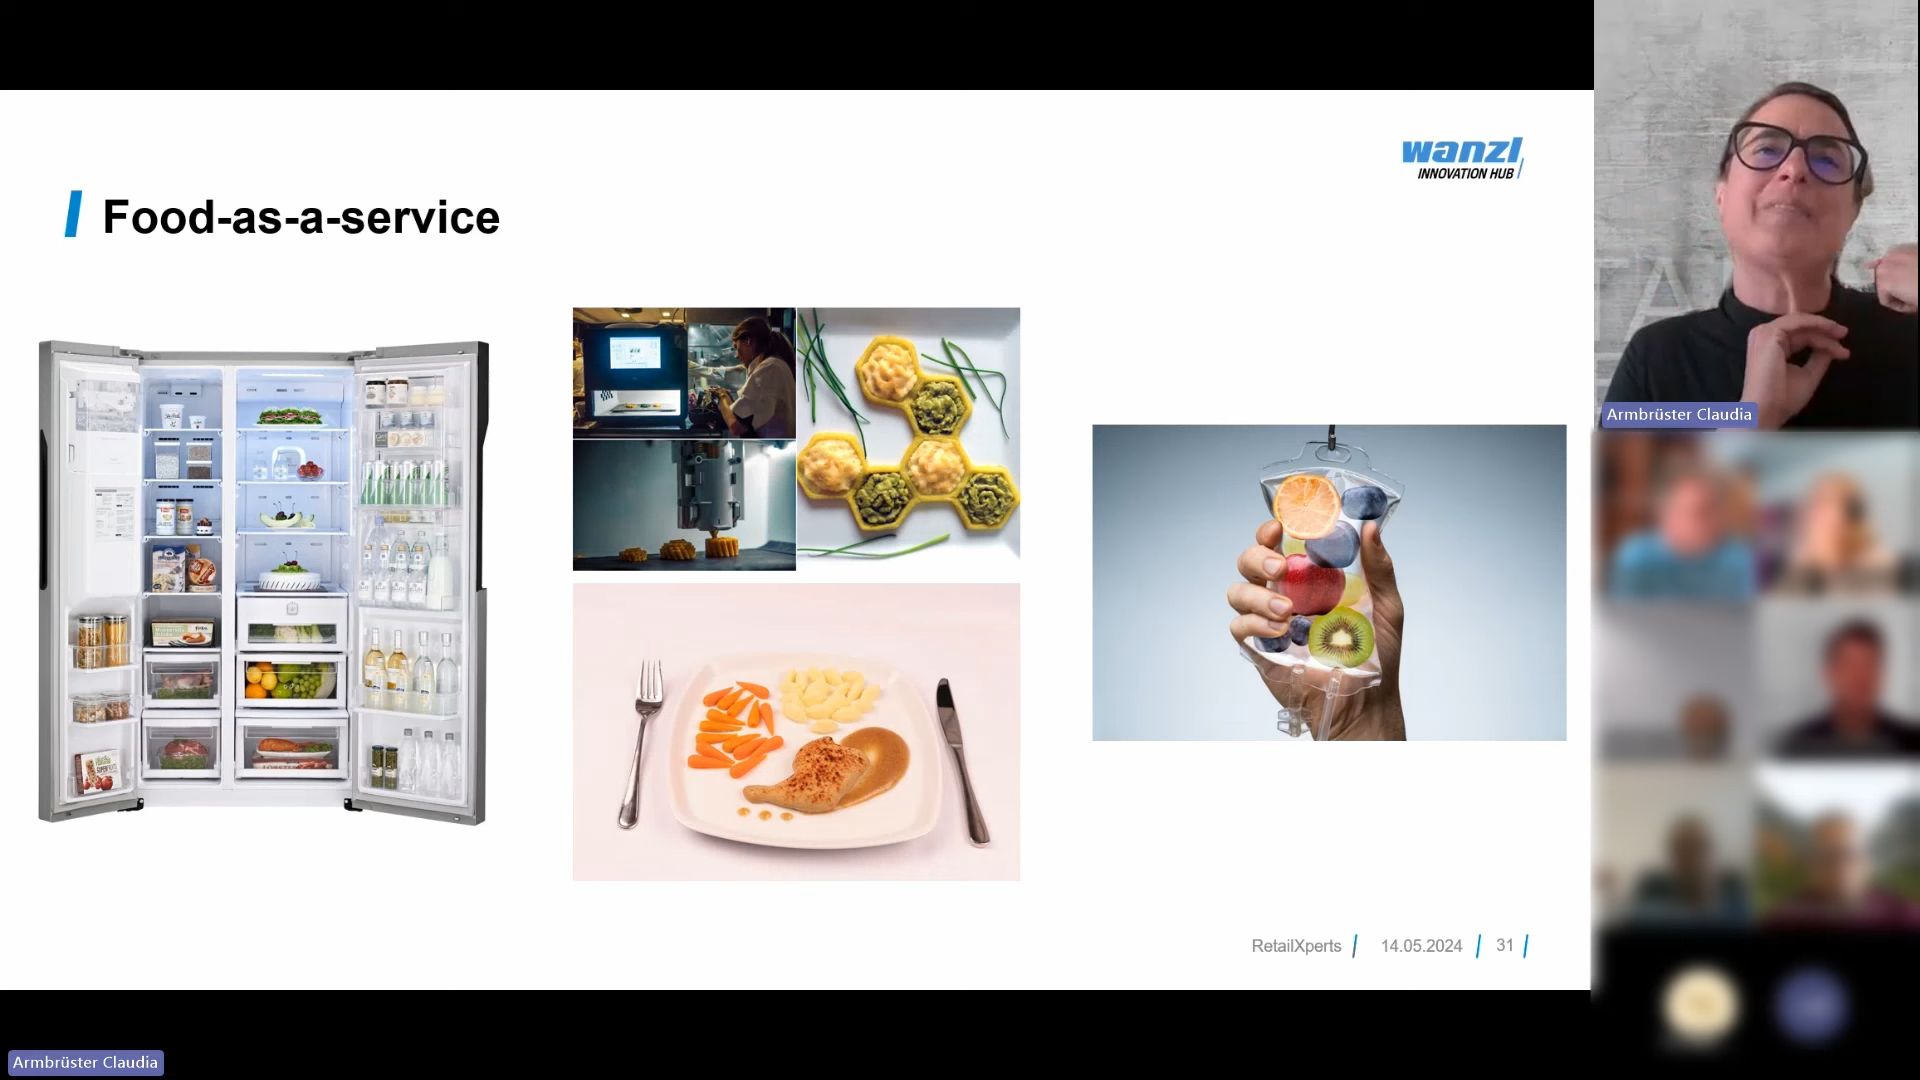 wanzl
INNOVATION HUB
Food-as-a-service
RetailXperts
14.05.2024
31
Armbrüster Claudia
Armbrüster Claudia